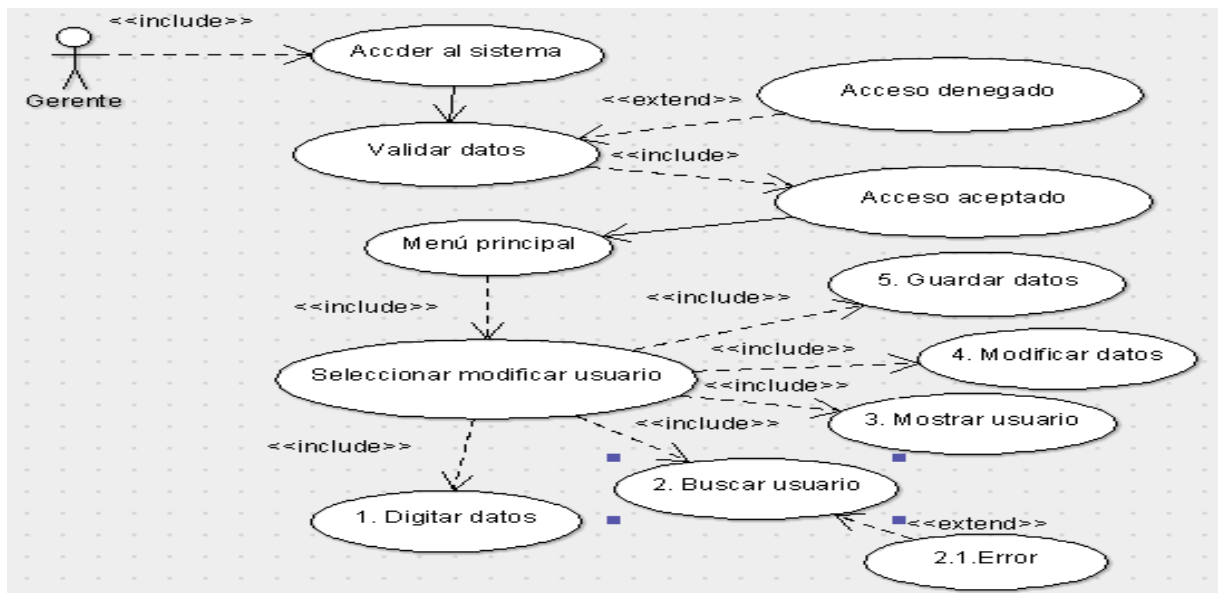 <<include>>
Accder al sistema
Gerente
Acceso denegado
<<extend>>
Validar datos
<<include>
Acceso aceptado
Menú principal
5. Guardar datos
<<include>>
<<include>>
4. Modificar datos
<<include>>
Seleccionar modificar usuario
<<include>>
3. Mostrar usuario
<<include>>
<<include>>
2. Buscar usuario
1. Digitar datos
<<extend>>
2.1.Error